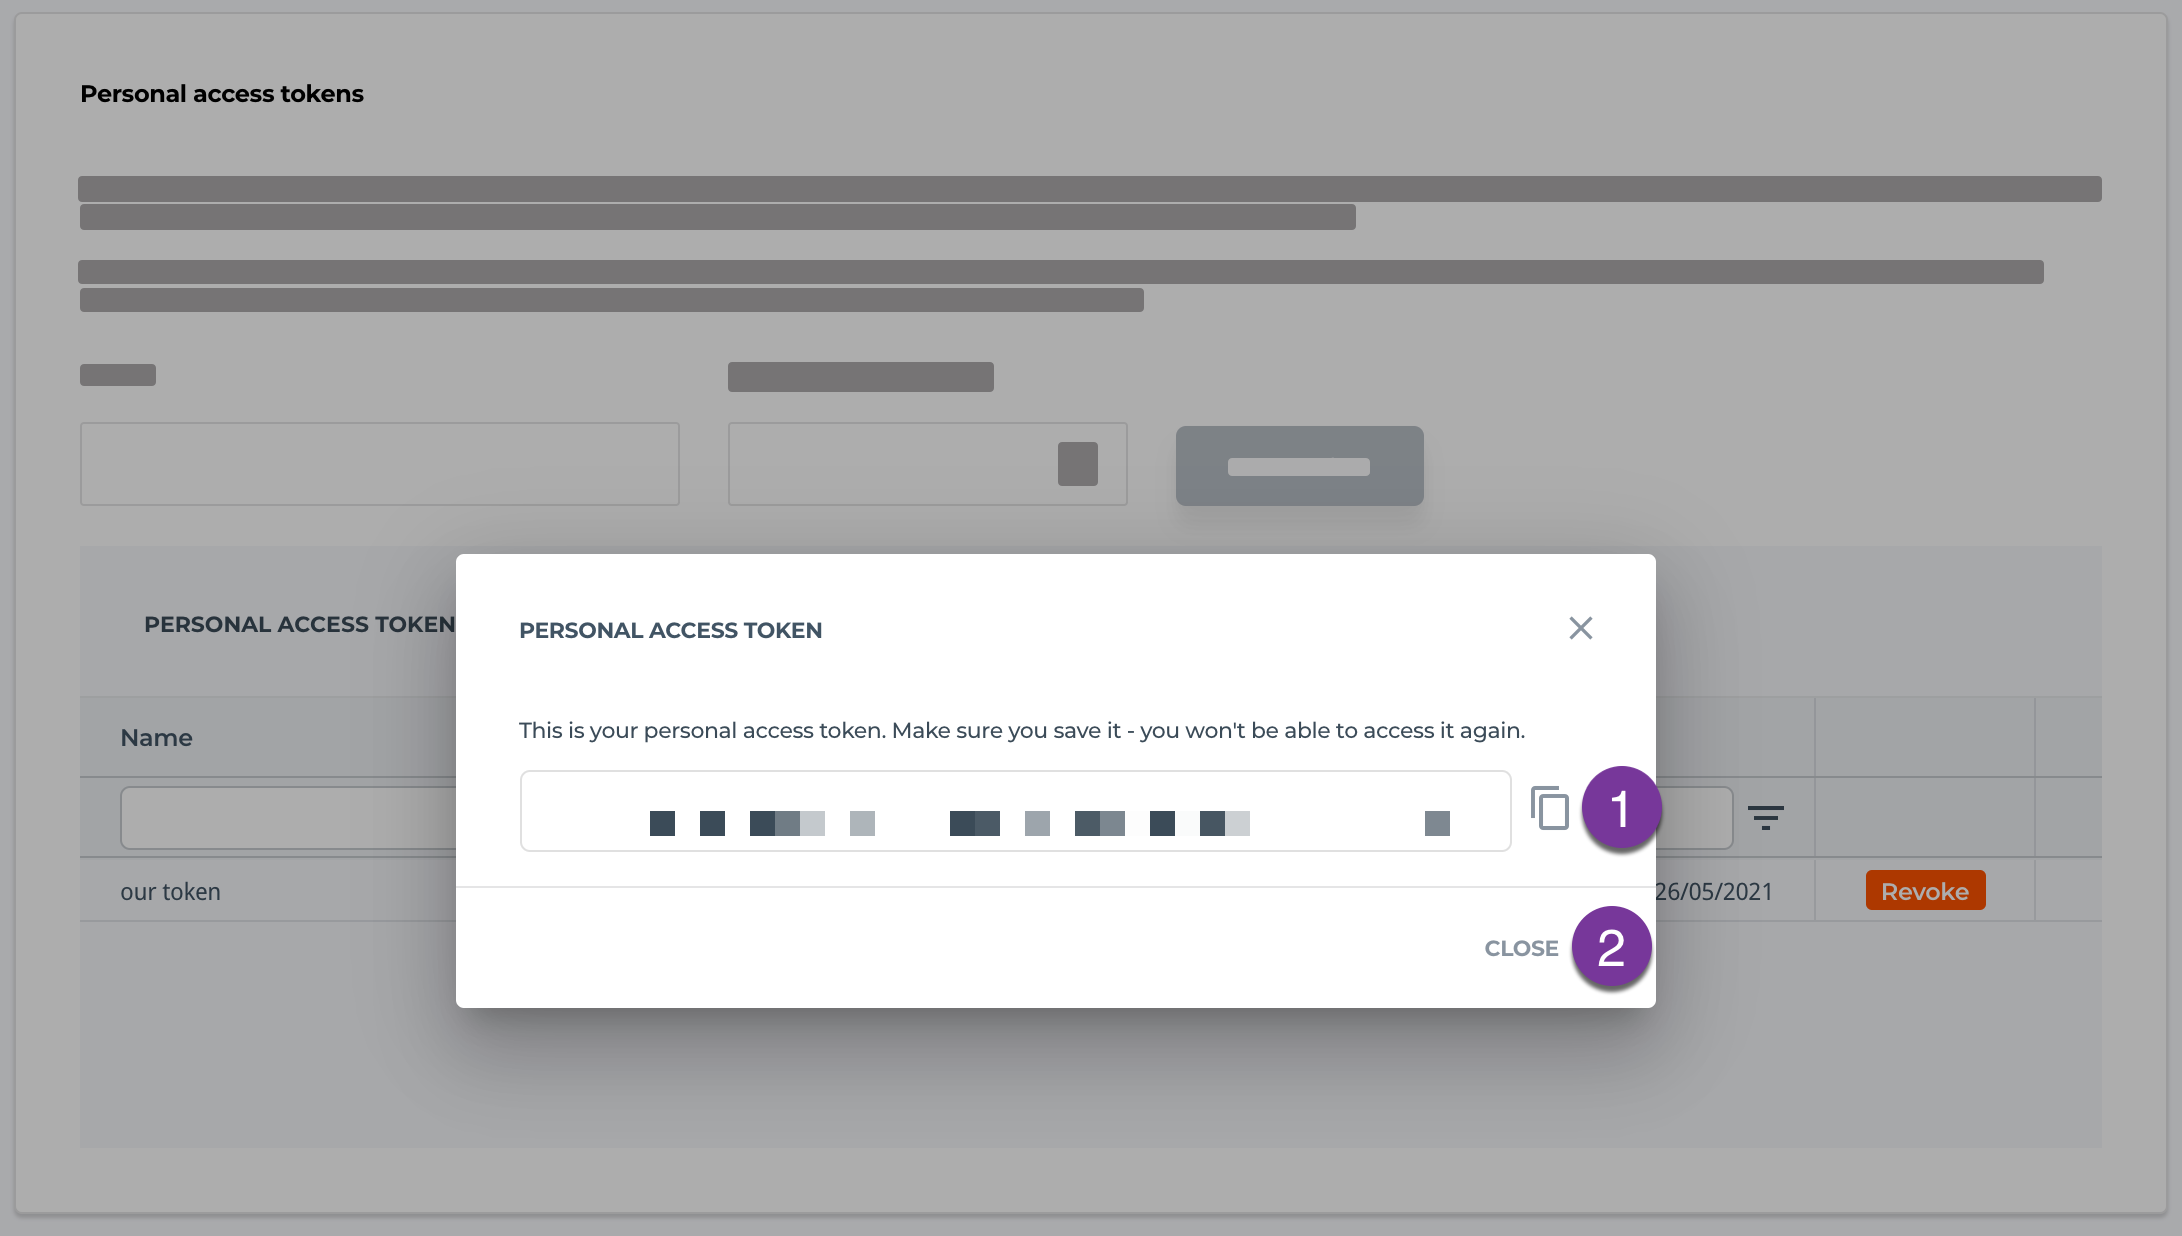 Personal access tokens
PERSONAL ACCESS TOKEN
PERSONAL ACCESS TOKEN
This is your personal access token. Make sure you save it - you won't be able to access it again.
Name
1
our token
26/05/2021
Revoke
CLOSE
2